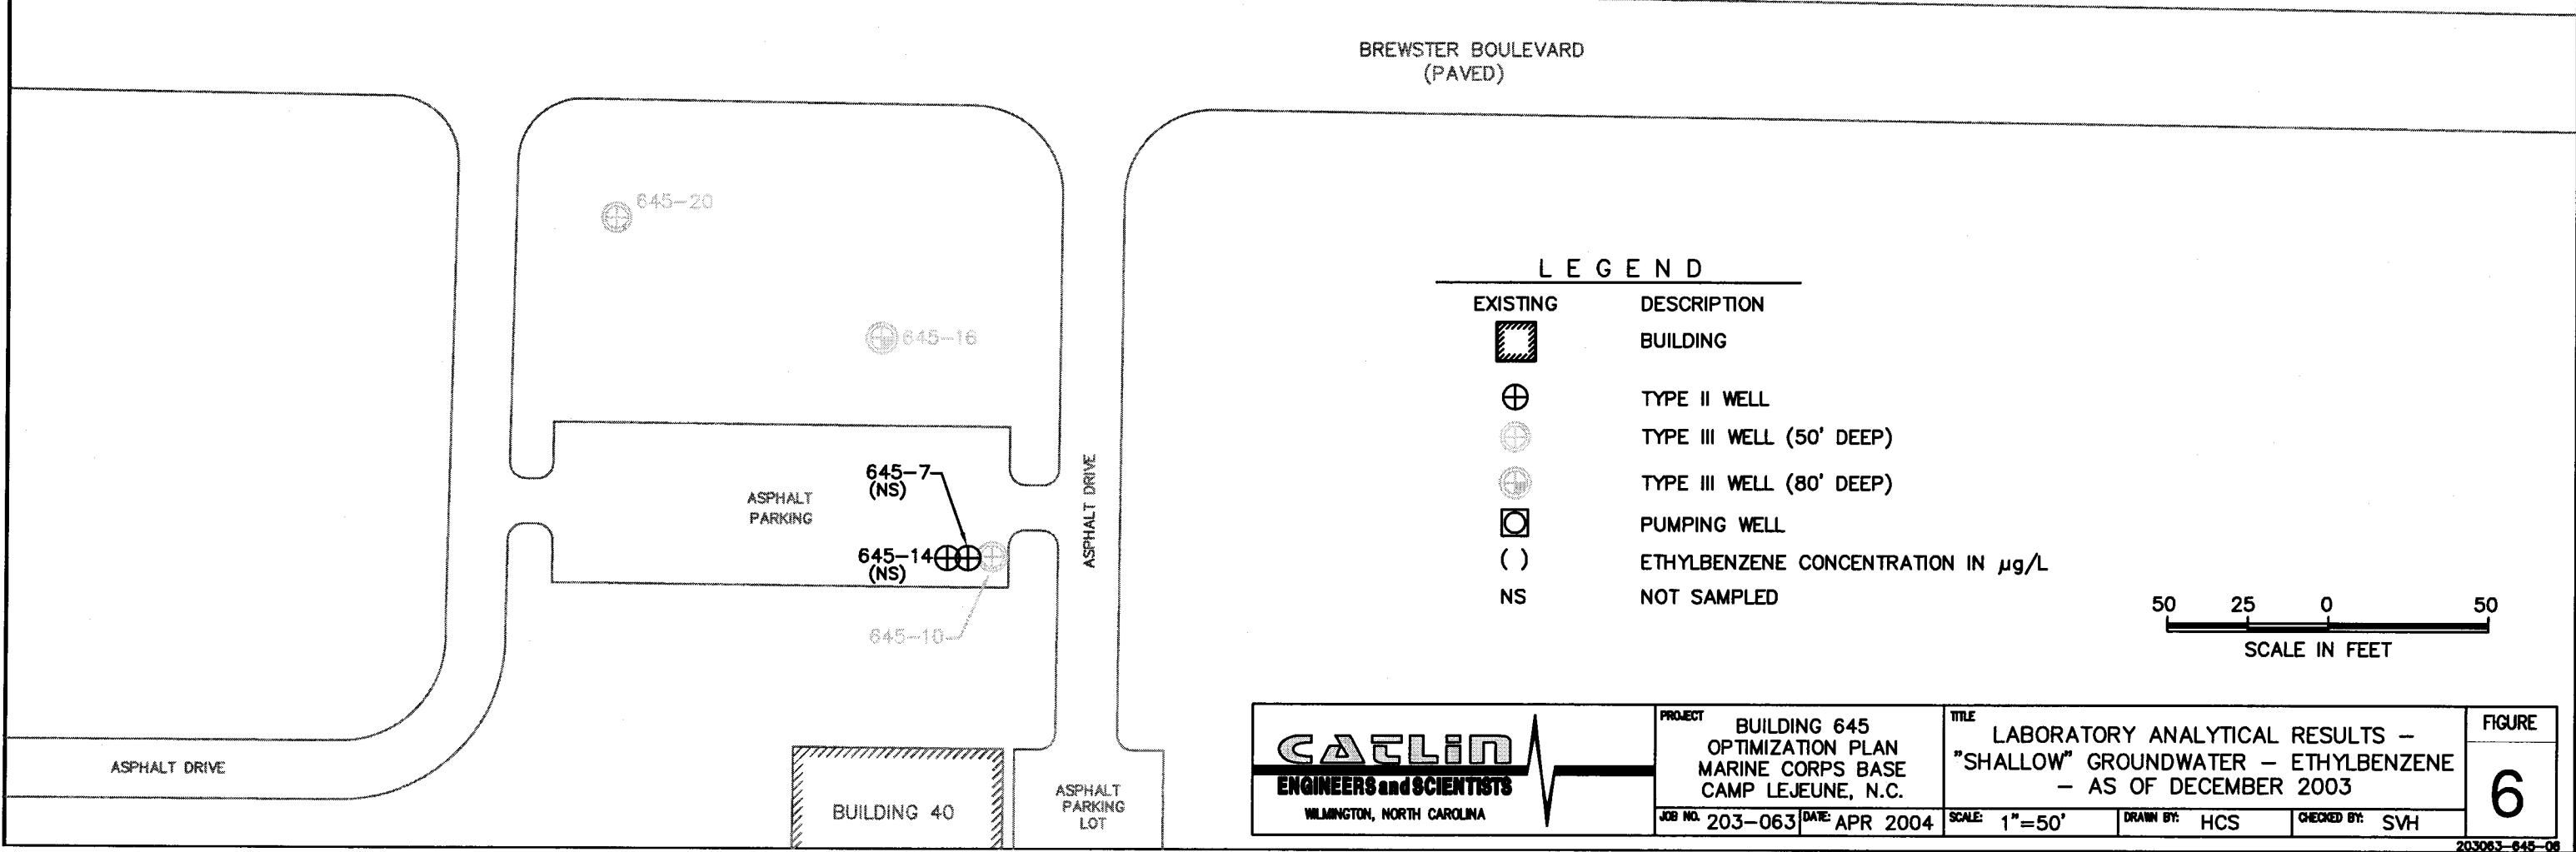 BREWSTER BOULEVARD
(PAVED)
645-20
645-16
645-7
(NS)
ASPHALT
PARKING
645-14
(NS)
645-10
ASPHALT DRIVE
ASPHALT DRIVE
BUILDING 40
ASPHALT
PARKING
LOT
LEGEND
EXISTING DESCRIPTION
BUILDING
TYPE II WELL
TYPE III WELL (50' DEEP)
TYPE III WELL (80' DEEP)
PUMPING WELL
( ) ETHYLBENZENE CONCENTRATION IN µg/L
NS NOT SAMPLED
50 25 0 50
SCALE IN FEET
CATLIN
ENGINEERS and SCIENTISTS
WILMINGTON, NORTH CAROLINA
PROJECT
BUILDING 645
OPTIMIZATION PLAN
MARINE CORPS BASE
CAMP LEJEUNE, N.C.
JOB NO. 203-063 DATE: APR 2004
TITLE
LABORATORY ANALYTICAL RESULTS -
"SHALLOW" GROUNDWATER - ETHYLBENZENE
- AS OF DECEMBER 2003
SCALE: 1"=50' DRAWN BY: HCS CHECKED BY: SVH
FIGURE
6
203063-645-06